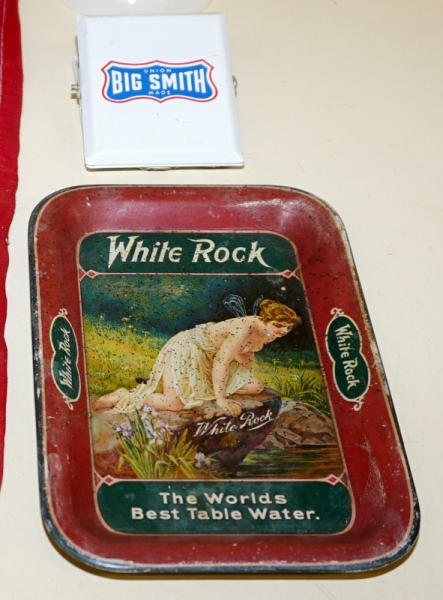 UNION
BIG SMITH
MADE
White Rock
White Rock
White Rock
White Rock
The Worlds
Best Table Water.